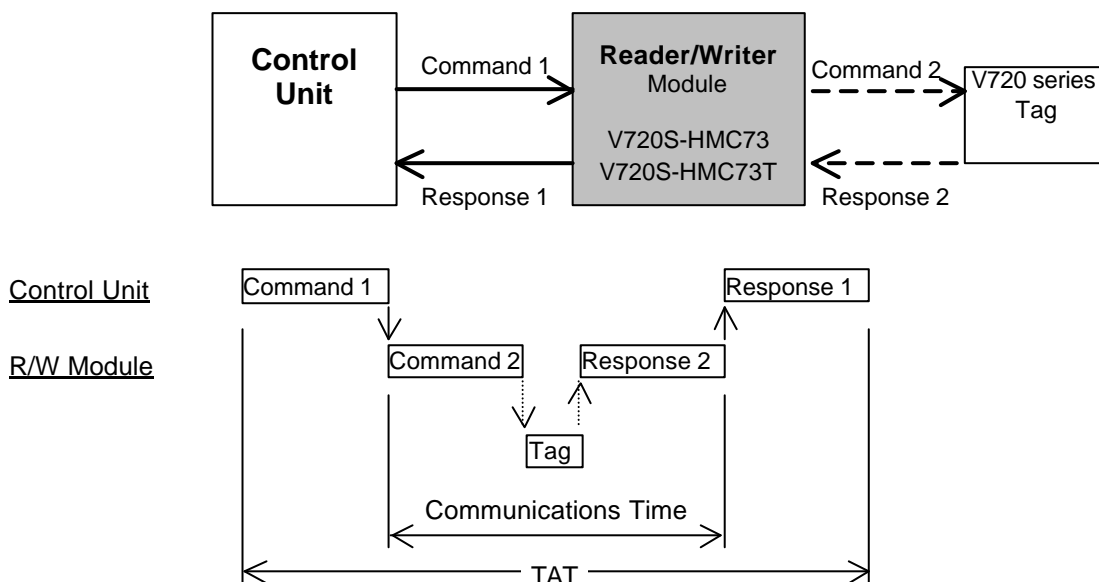 Control
Unit
Command 1
Response 1
Reader/Writer
Module
V720S-HMC73
V720S-HMC73T
Command 2
Response 2
V720 series
Tag
Control Unit
Command 1
Response 1
R/W Module
Command 2
Response 2
Tag
Communications Time
TAT